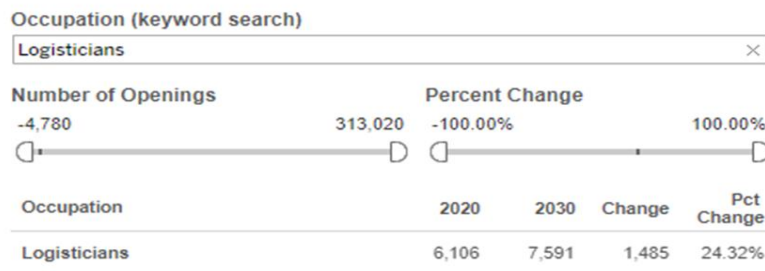 Occupation (keyword search)
Logisticians
Number of Openings Percent Change
-4,780 313,020 -100.00% 100.00%
Occupation 2020 2030 Change Pct Change
Logisticians 6,106 7,591 1,485 24.32%